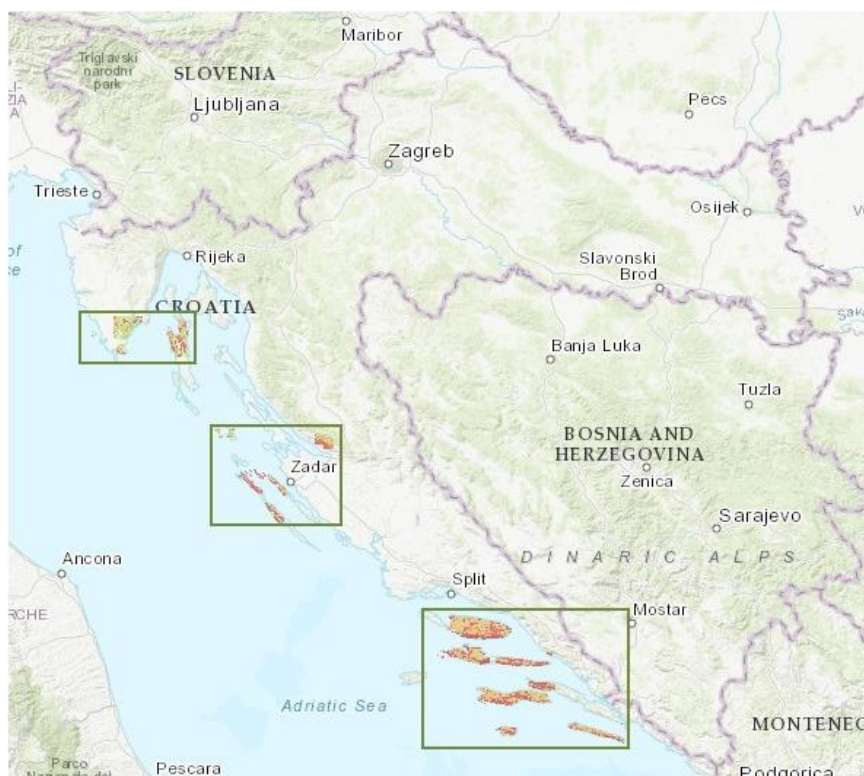 Maribor
Triglavski
narodni
park
SLOVENIA
Ljubljana
Pecs
Zagreb
Trieste
Osijek
Rijeka
Slavonski
Brod
CROATIA
Banja Luka
Tuzla
BOSNIA AND
HERZEGOVINA
Zadar
Zenica
Sarajevo
Ancona
DINARIC ALPS
Split
Mostar
RCHE
Adriatic Sea
MONTENEG
Parco
Pescara
Podgorica